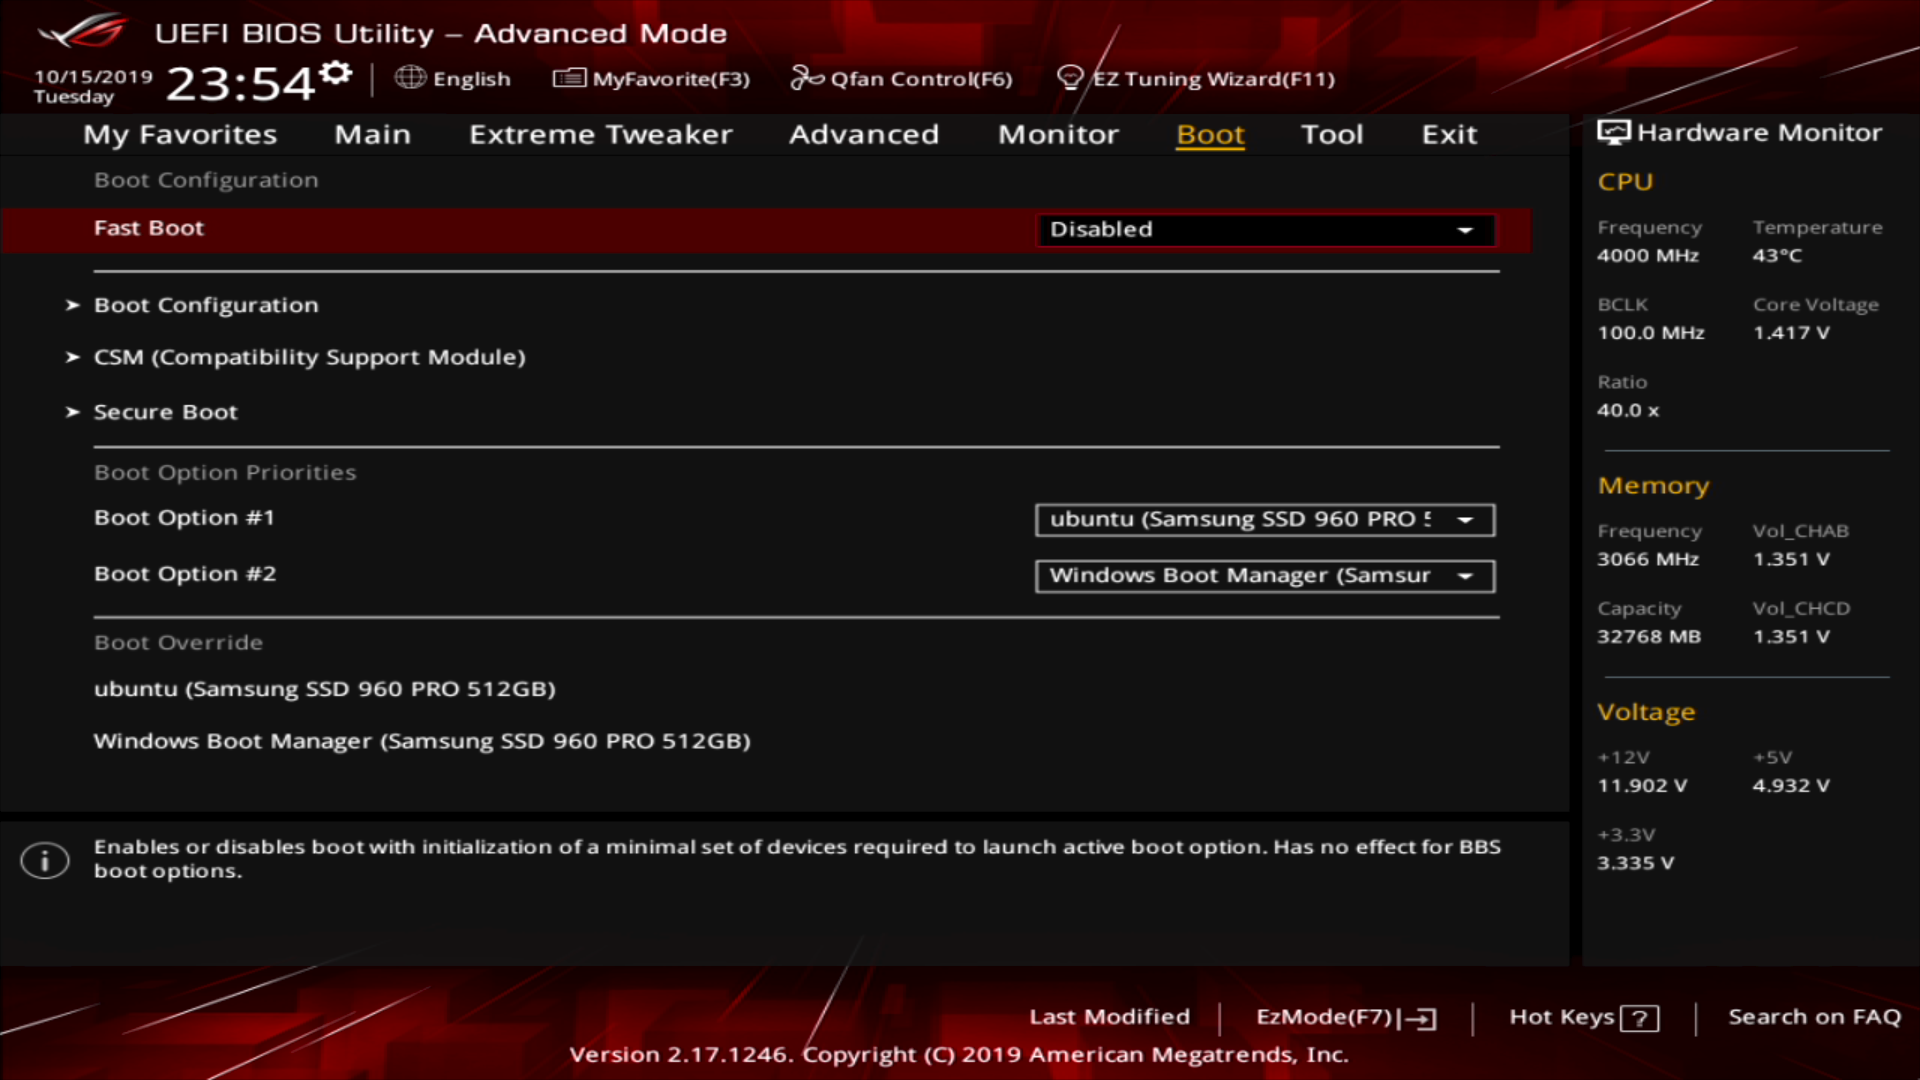 UEFI BIOS Utility – Advanced Mode
10/15/2019
Tuesday
23:54
English
MyFavorite(F3)
Qfan Control(F6)
EZ Tuning Wizard(F11)
My Favorites
Main
Extreme Tweaker
Advanced
Monitor
Boot
Tool
Exit
Boot Configuration
Fast Boot
Disabled
Boot Configuration
CSM (Compatibility Support Module)
Secure Boot
Boot Option Priorities
Boot Option #1
ubuntu (Samsung SSD 960 PRO
Boot Option #2
Windows Boot Manager (Samsur
Boot Override
ubuntu (Samsung SSD 960 PRO 512GB)
Windows Boot Manager (Samsung SSD 960 PRO 512GB)
Enables or disables boot with initialization of a minimal set of devices required to launch active boot option. Has no effect for BBS
boot options.
Hardware Monitor
CPU
Frequency Temperature
4000 MHz 43°C
BCLK Core Voltage
100.0 MHz 1.417 V
Ratio
40.0 x
Memory
Frequency Vol_CHAB
3066 MHz 1.351 V
Capacity Vol_CHCD
32768 MB 1.351 V
Voltage
+12V +5V
11.902 V 4.932 V
+3.3V
3.335 V
Last Modified
EzMode(F7)
Hot Keys ?
Search on FAQ
Version 2.17.1246. Copyright (C) 2019 American Megatrends, Inc.